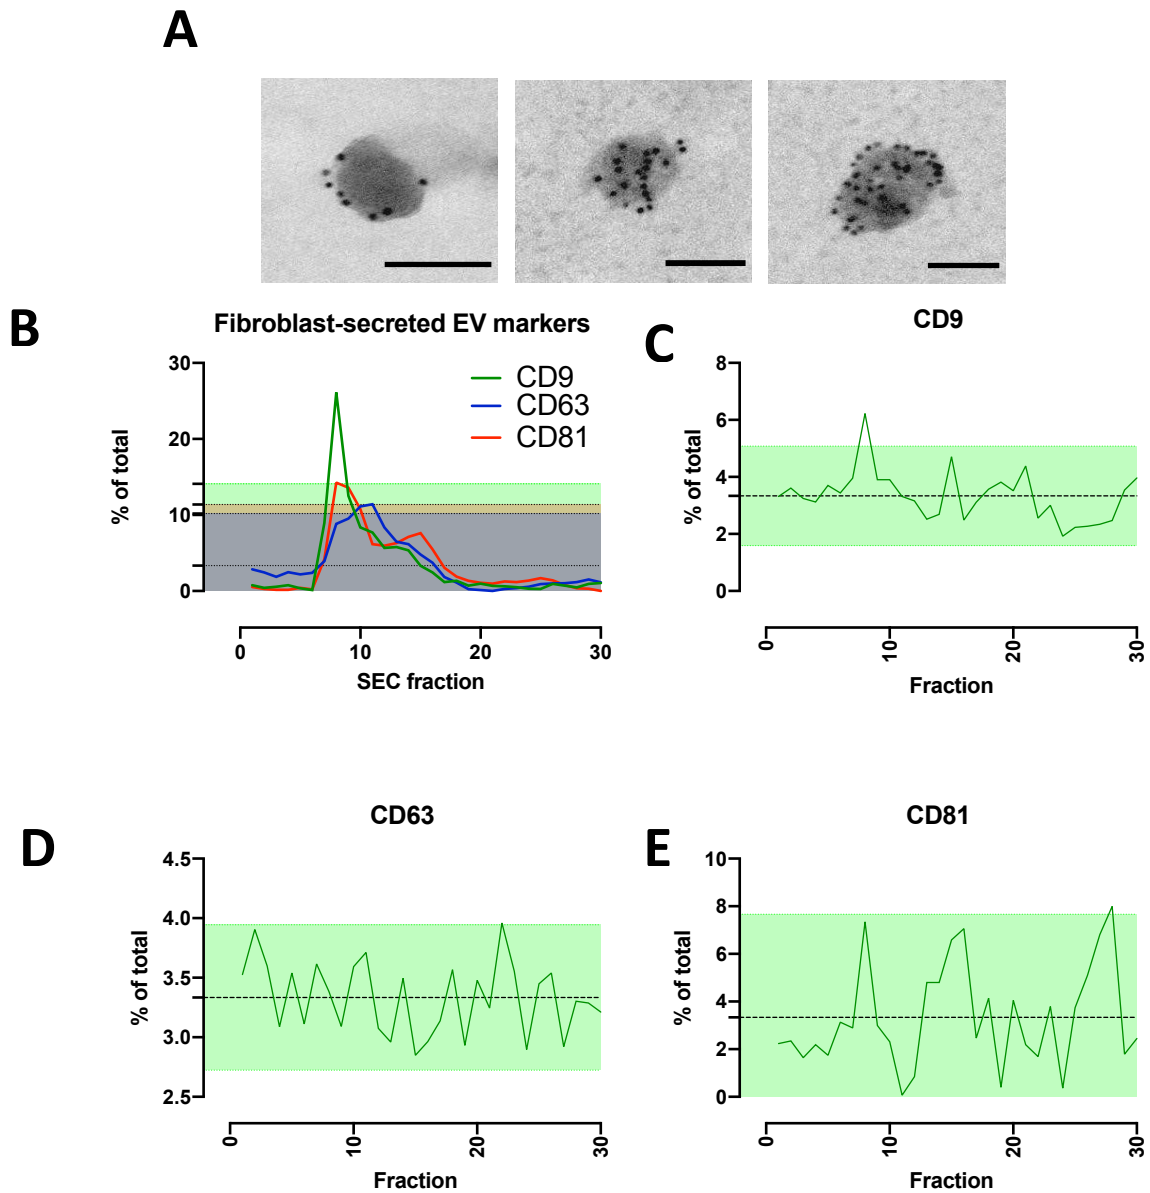 A
B
Fibroblast-secreted EV markers
CD9
CD63
CD81
% of total
30
20
10
0
0 10 20 30
SEC fraction
C
CD9
% of total
8
6
4
2
0
0 10 20 30
Fraction
D
CD63
% of total
4.5
4.0
3.5
3.0
2.5
0 10 20 30
Fraction
E
CD81
% of total
10
8
6
4
2
0
0 10 20 30
Fraction